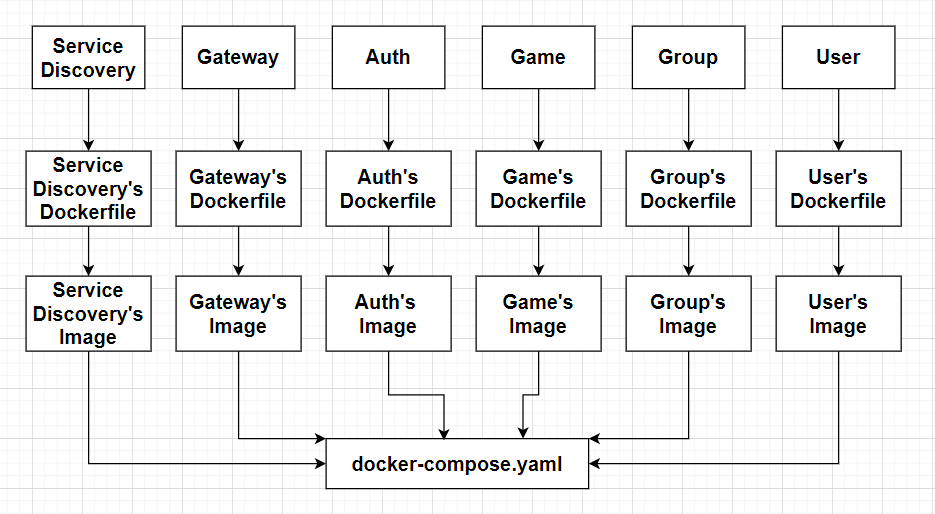 Service
Discovery
Gateway
Auth
Game
Group
User
Service
Discovery's
Dockerfile
Gateway's
Dockerfile
Auth's
Dockerfile
Game's
Dockerfile
Group's
Dockerfile
User's
Dockerfile
Service
Discovery's
Image
Gateway's
Image
Auth's
Image
Game's
Image
Group's
Image
User's
Image
docker-compose.yaml